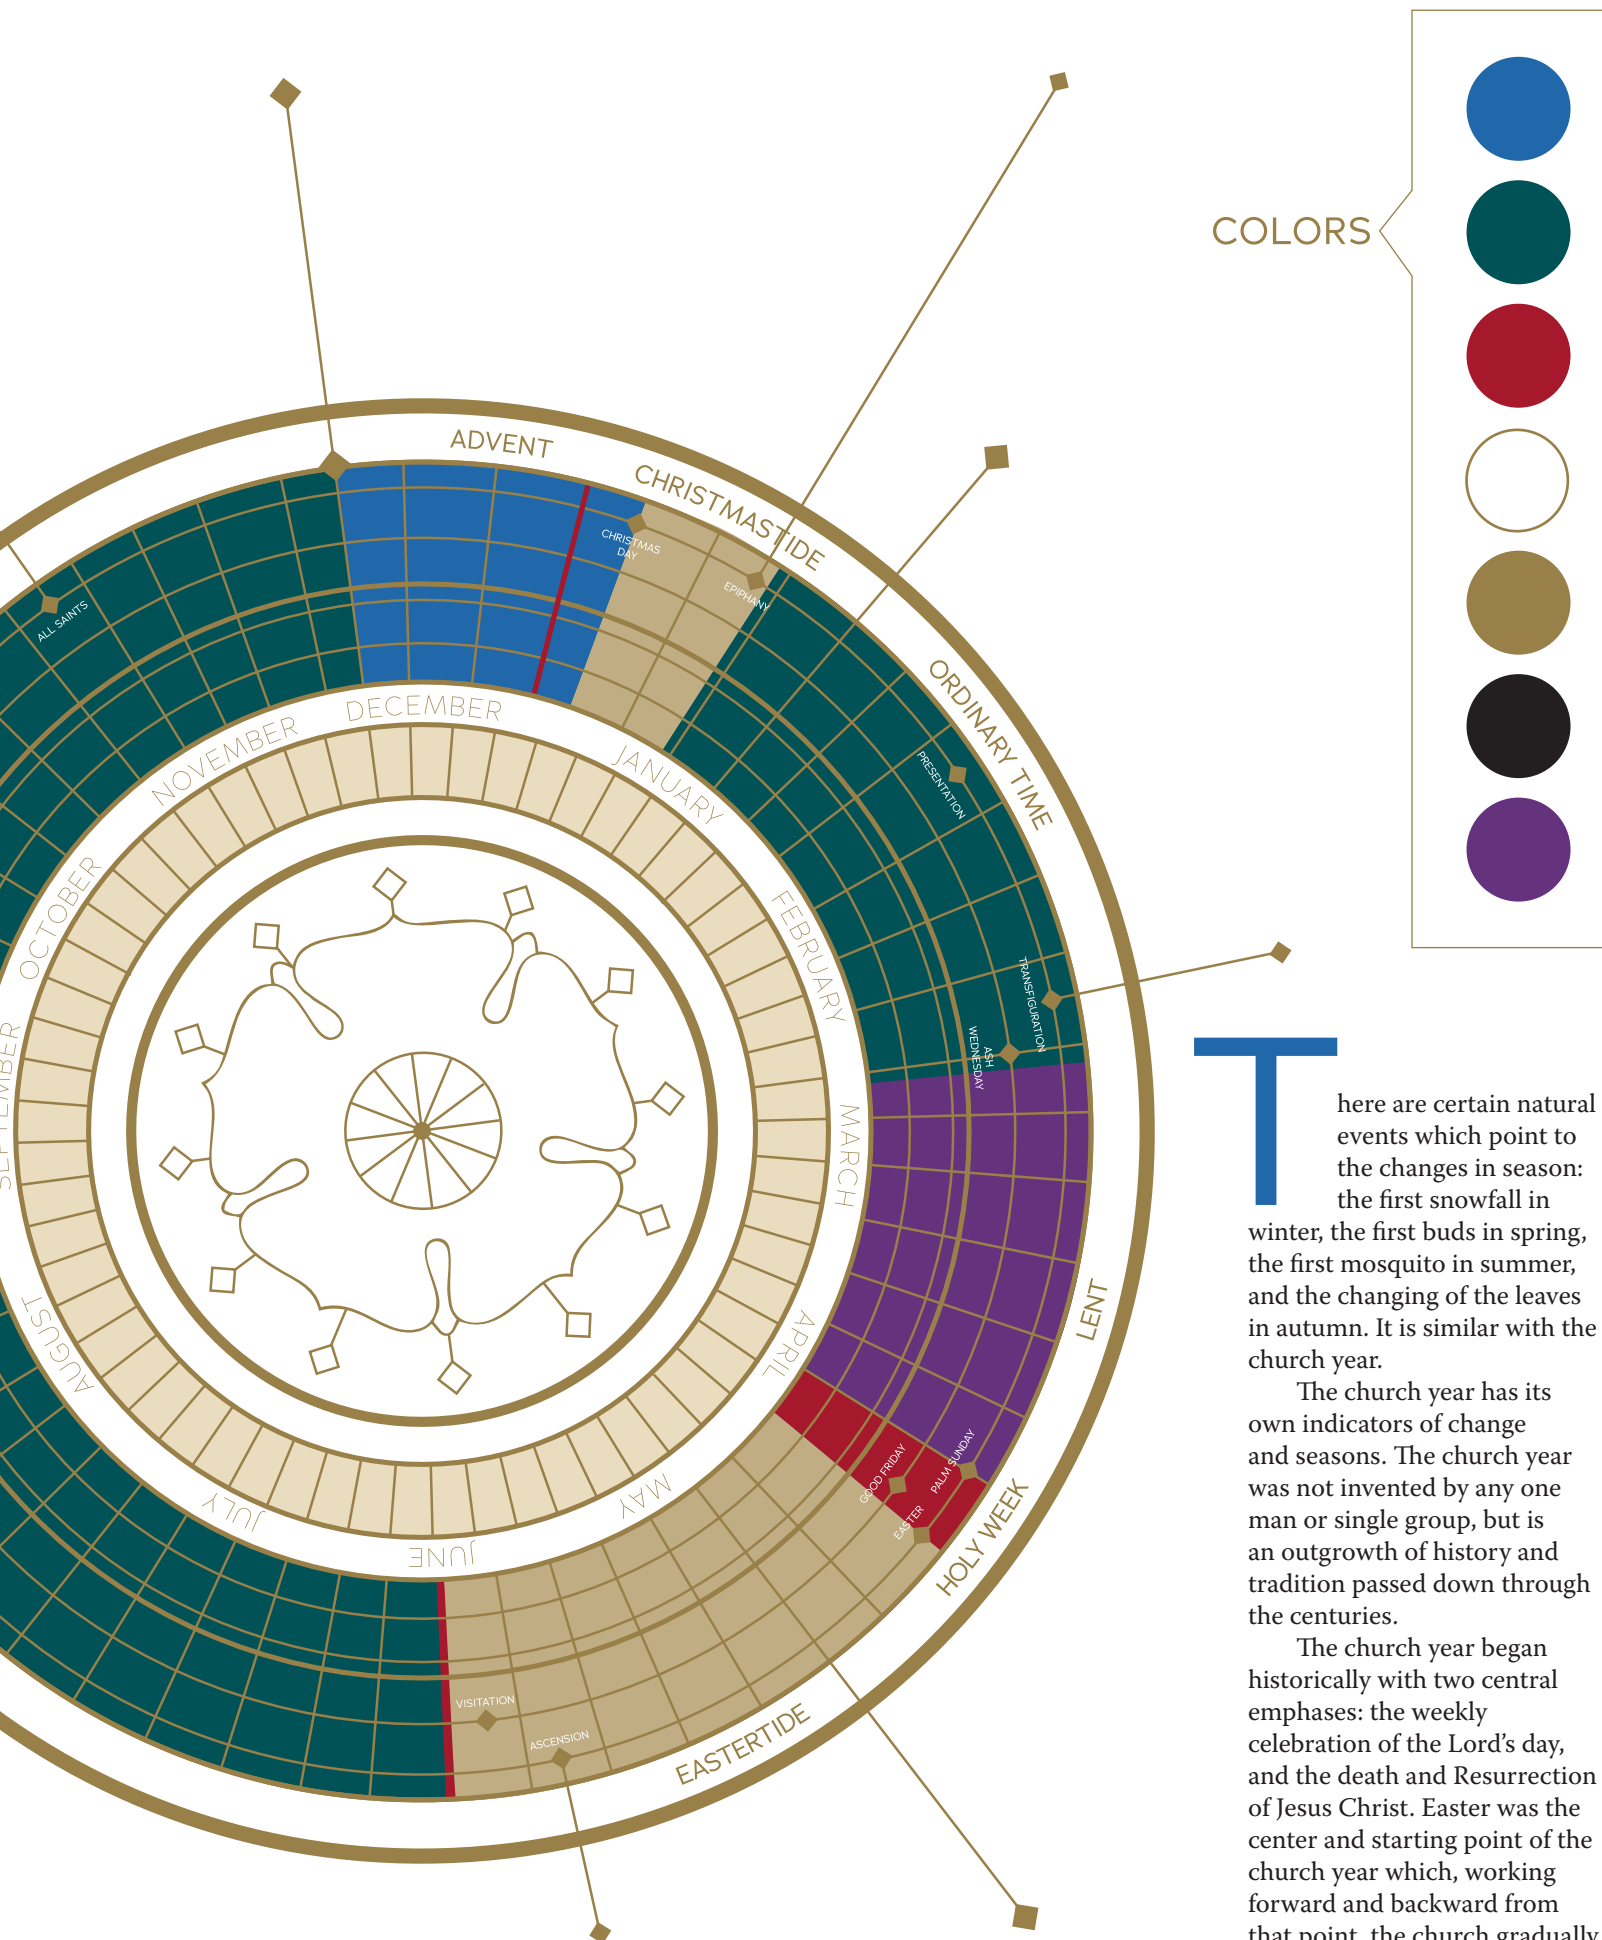 COLORS
ADVENT
CHRISTMASTIDE
ORDINARY TIME
LENT
HOLY WEEK
EASTERTIDE
CHRISTMAS
DAY
EPIPHANY
PRESENTATION
TRANSFIGURATION
ASH
WEDNESDAY
PALM SUNDAY
GOOD FRIDAY
EASTER
ASCENSION
VISITATION
ALL SAINTS
DECEMBER
JANUARY
FEBRUARY
MARCH
APRIL
MAY
JUNE
JULY
AUGUST
SEPTEMBER
OCTOBER
NOVEMBER
There are certain natural
events which point to
the changes in season:
the first snowfall in
winter, the first buds in spring,
the first mosquito in summer,
and the changing of the leaves
in autumn. It is similar with the
church year.
The church year has its
own indicators of change
and seasons. The church year
was not invented by any one
man or single group, but is
an outgrowth of history and
tradition passed down through
the centuries.
The church year began
historically with two central
emphases: the weekly
celebration of the Lord’s day,
and the death and Resurrection
of Jesus Christ. Easter was the
center and starting point of the
church year which, working
forward and backward from
that point, the church gradually